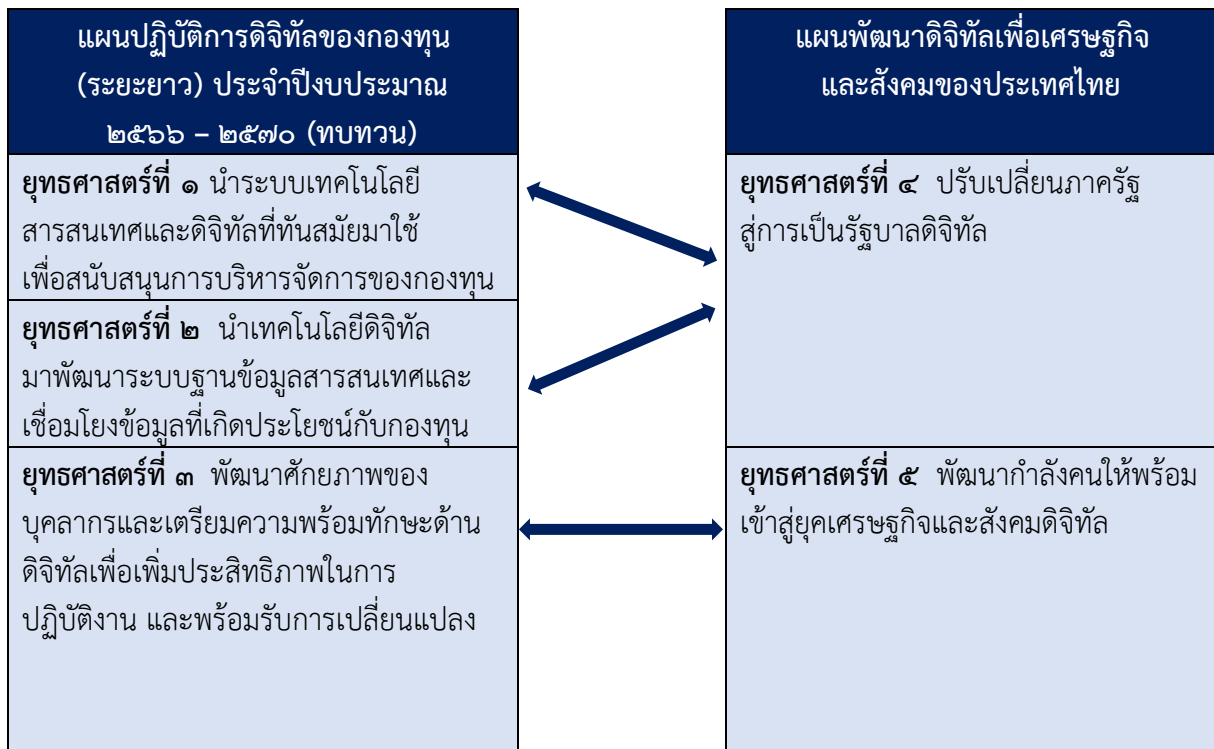 แผนปฏิบัติการดิจิทัลของกองทุน
(ระยะยาว) ประจำปีงบประมาณ
๒๕๖๖ – ๒๕๗๐ (ทบทวน)
ยุทธศาสตร์ที่ ๑ นำระบบเทคโนโลยี
สารสนเทศและดิจิทัลที่ทันสมัยมาใช้
เพื่อสนับสนุนการบริหารจัดการของกองทุน
ยุทธศาสตร์ที่ ๒ นำเทคโนโลยีดิจิทัล
มาพัฒนาระบบฐานข้อมูลสารสนเทศและ
เชื่อมโยงข้อมูลที่เกิดประโยชน์กับกองทุน
ยุทธศาสตร์ที่ ๓ พัฒนาศักยภาพของ
บุคลากรและเตรียมความพร้อมทักษะด้าน
ดิจิทัลเพื่อเพิ่มประสิทธิภาพในการ
ปฏิบัติงาน และพร้อมรับการเปลี่ยนแปลง
แผนพัฒนาดิจิทัลเพื่อเศรษฐกิจ
และสังคมของประเทศไทย
ยุทธศาสตร์ที่ ๔ ปรับเปลี่ยนภาครัฐ
สู่การเป็นรัฐบาลดิจิทัล
ยุทธศาสตร์ที่ ๕ พัฒนากำลังคนให้พร้อม
เข้าสู่ยุคเศรษฐกิจและสังคมดิจิทัล